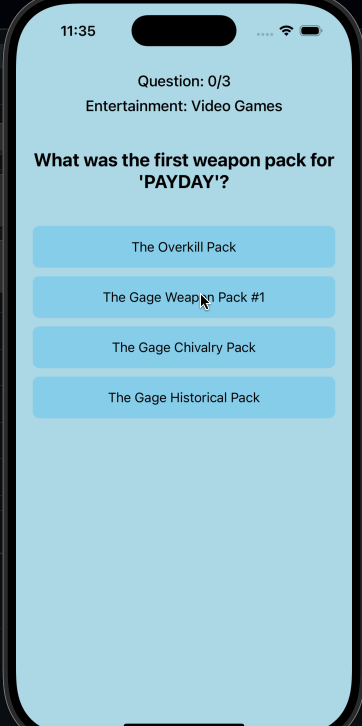 11:35
Question: 0/3
Entertainment: Video Games
What was the first weapon pack for
'PAYDAY'?
The Overkill Pack
The Gage Weapon Pack #1
The Gage Chivalry Pack
The Gage Historical Pack